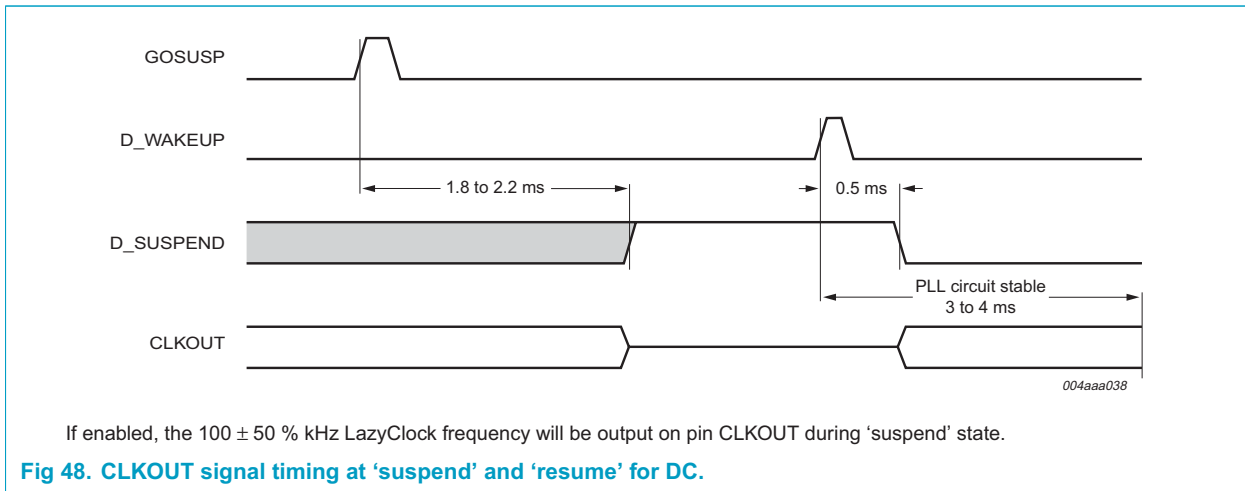 GOSUSP
D_WAKEUP
1.8 to 2.2 ms
0.5 ms
D_SUSPEND
PLL circuit stable
3 to 4 ms
CLKOUT
004aaa038
If enabled, the 100 ± 50 % kHz LazyClock frequency will be output on pin CLKOUT during ‘suspend’ state.
Fig 48. CLKOUT signal timing at ‘suspend’ and ‘resume’ for DC.